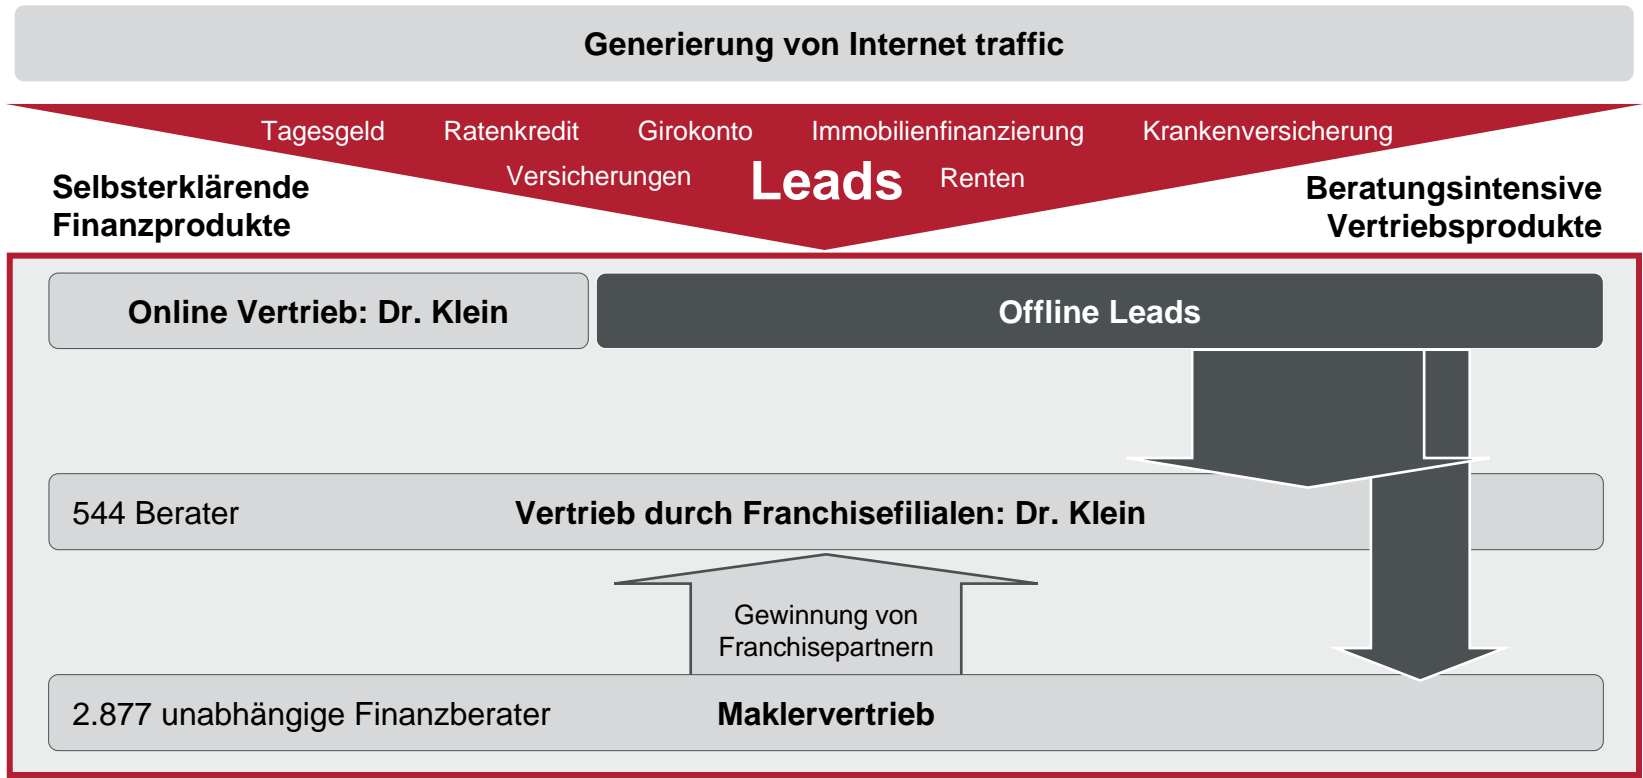 Generierung von Internet traffic
Tagesgeld Ratenkredit Girokonto Immobilienfinanzierung Krankenversicherung
Versicherungen Leads Renten
Selbsterklärende
Finanzprodukte
Beratungsintensive
Vertriebsprodukte
Online Vertrieb: Dr. Klein
Offline Leads
544 Berater Vertrieb durch Franchisefilialen: Dr. Klein
Gewinnung von
Franchisepartnern
2.877 unabhängige Finanzberater Maklervertrieb